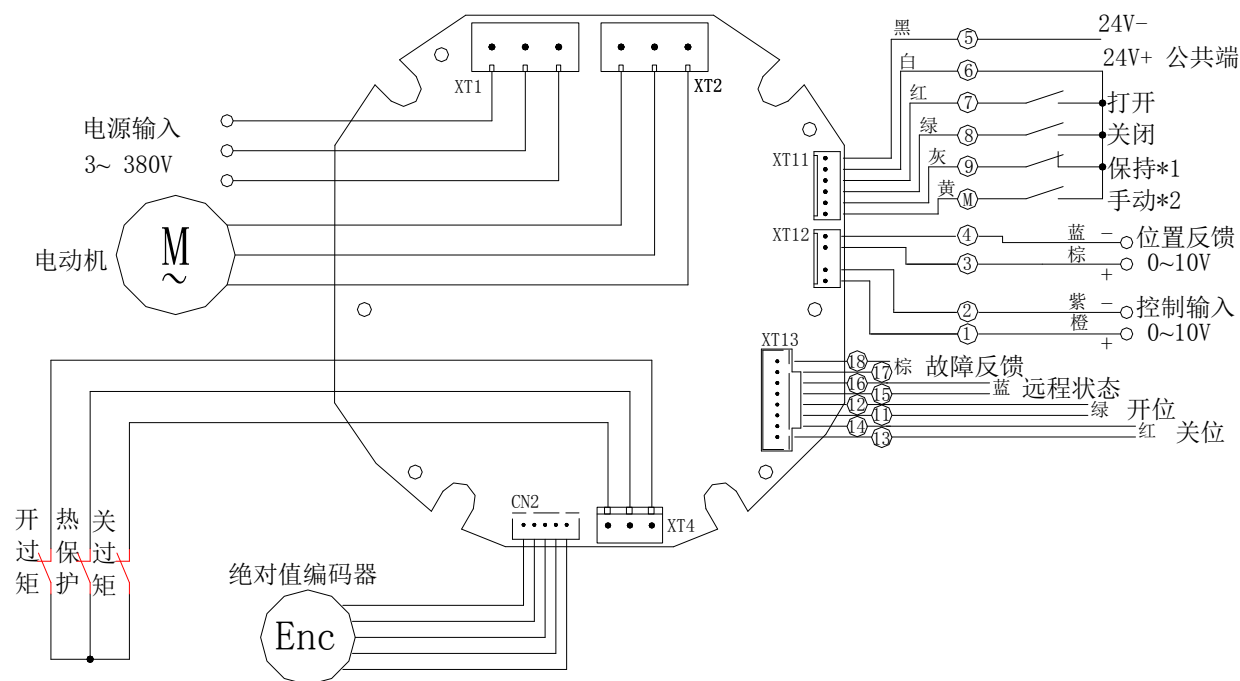 XT1
XT2
电源输入
3~ 380V
M
~
电动机
黑 ⑤ 24V-
白 ⑥ 24V+ 公共端
红 ⑦ 打开
绿 ⑧ 关闭
XT11
灰 ⑨ 保持*1
黄 Ⓜ 手动*2
XT12
④ 蓝 - 位置反馈
③ 棕 + 0~10V
② 紫 - 控制输入
① 橙 + 0~10V
XT13
⑱ ⑰ 棕 故障反馈
⑯ ⑮ 蓝 远程状态
⑫ ⑪ 绿 开位
⑭ ⑬ 红 关位
CN2
XT4
开过矩
热保护
关过矩
绝对值编码器
Enc